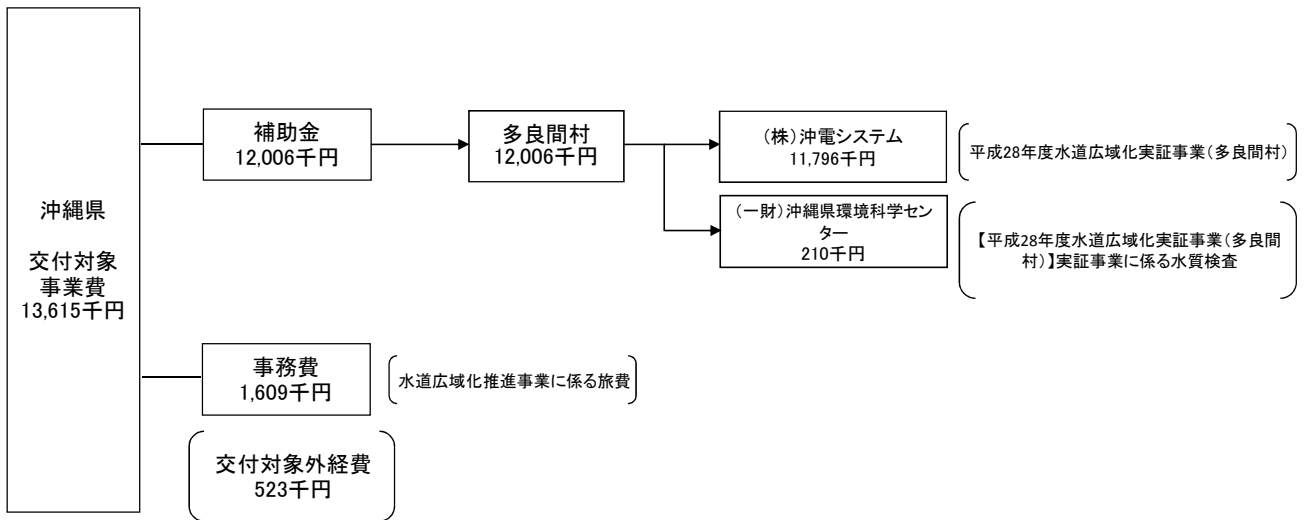 沖縄県
交付対象
事業費
13,615千円
補助金
12,006千円
多良間村
12,006千円
(株)沖電システム
11,796千円
平成28年度水道広域化実証事業(多良間村)
(一財)沖縄県環境科学セン
ター
210千円
【平成28年度水道広域化実証事業(多良間
村)】実証事業に係る水質検査
事務費
1,609千円
水道広域化推進事業に係る旅費
交付対象外経費
523千円